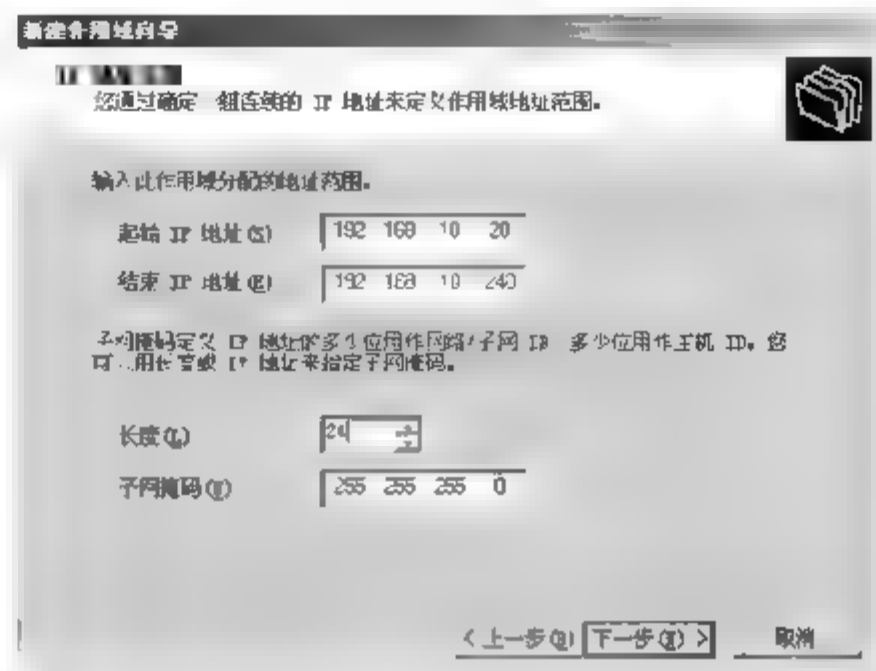 新建作用域向导
您通过确定一组连续的 IP 地址来定义作用域地址范围。
输入此作用域分配的地址范围。
起始 IP 地址(S)
192 168 10 20
结束 IP 地址(E)
192 168 10 240
子网掩码定义 IP 地址的多少位用作网络/子网 ID 多少位用作主机 ID。您
用长度或 IP 地址来指定子网掩码。
长度(L)
24
子网掩码(U)
255 255 255 0
< 上一步(B) 下一步(N) > 取消